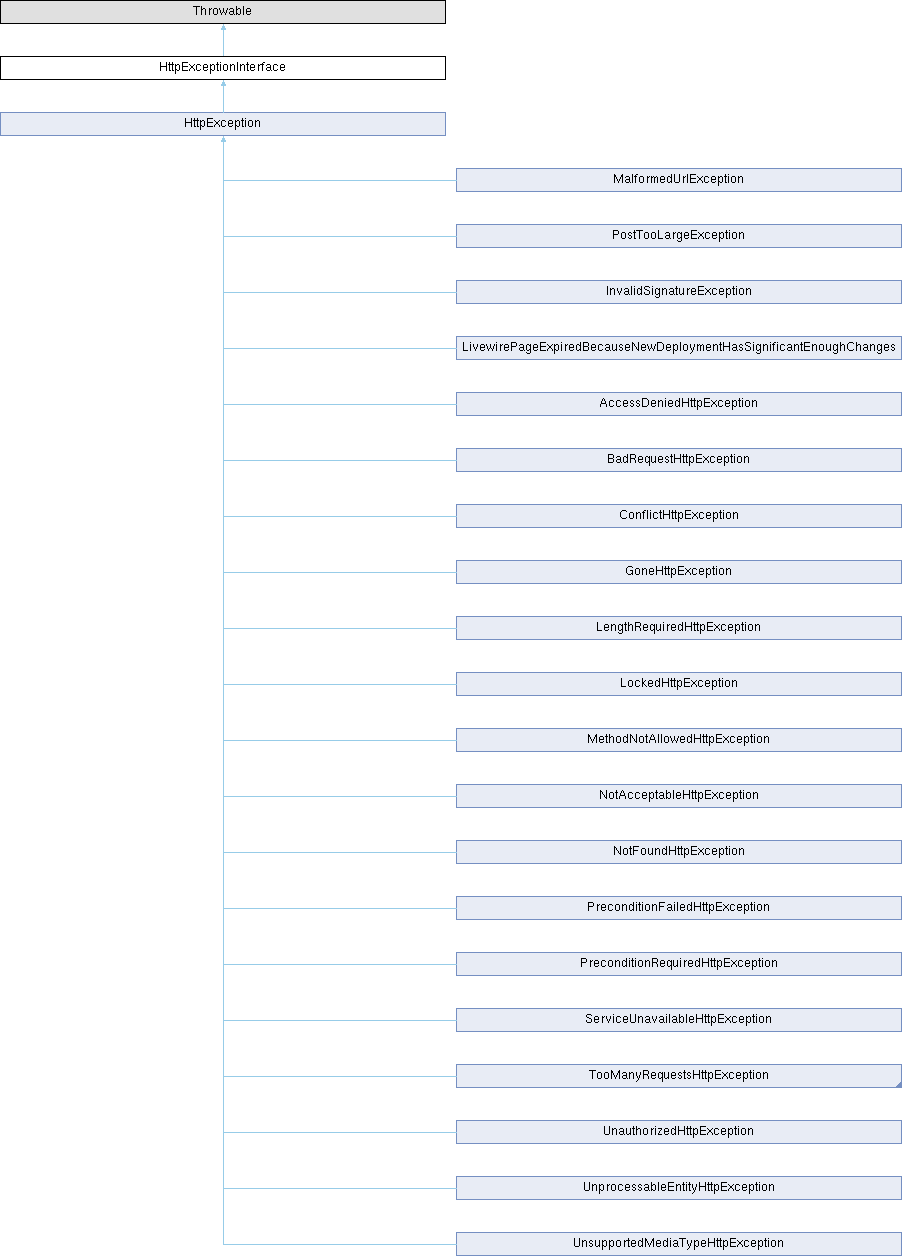 Throwable
HttpExceptionInterface
HttpException
MalformedUrlException
PostTooLargeException
InvalidSignatureException
LivewirePageExpiredBecauseNewDeploymentHasSignificantEnoughChanges
AccessDeniedHttpException
BadRequestHttpException
ConflictHttpException
GoneHttpException
LengthRequiredHttpException
LockedHttpException
MethodNotAllowedHttpException
NotAcceptableHttpException
NotFoundHttpException
PreconditionFailedHttpException
PreconditionRequiredHttpException
ServiceUnavailableHttpException
TooManyRequestsHttpException
UnauthorizedHttpException
UnprocessableEntityHttpException
UnsupportedMediaTypeHttpException